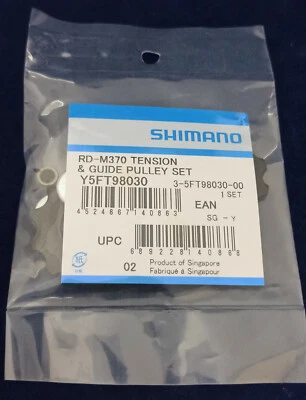 SHIMANO
RD-M370 TENSION
& GUIDE PULLEY SET
Y5FT98030 3-5FT98030-00
1 SET
4524667140863 EAN
SG - Y
UPC 689228140868
02 Product of Singapore
Fabriqué à Singapour